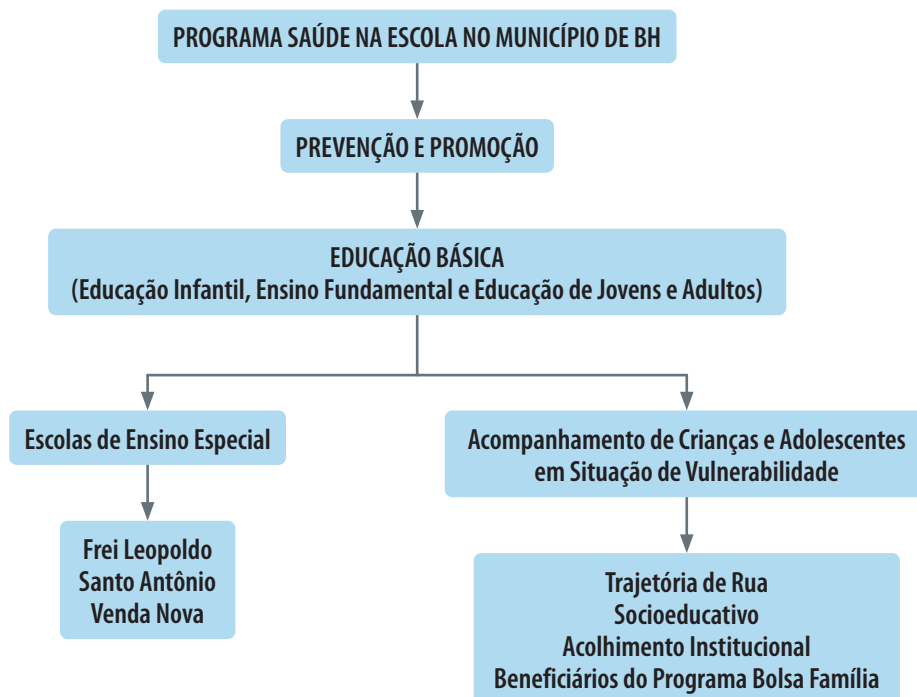 PROGRAMA SAÚDE NA ESCOLA NO MUNICÍPIO DE BH
PREVENÇÃO E PROMOÇÃO
EDUCAÇÃO BÁSICA
(Educação Infantil, Ensino Fundamental e Educação de Jovens e Adultos)
Escolas de Ensino Especial
Frei Leopoldo
Santo Antônio
Venda Nova
Acompanhamento de Crianças e Adolescentes
em Situação de Vulnerabilidade
Trajetória de Rua
Socioeducativo
Acolhimento Institucional
Beneficiários do Programa Bolsa Família